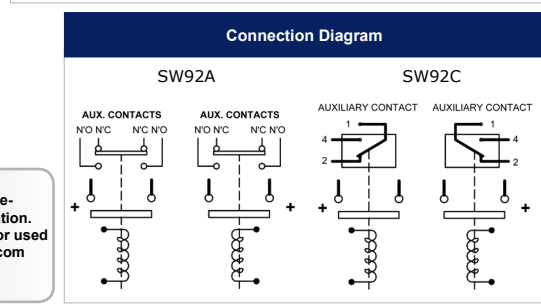 Connection Diagram
SW92A
SW92C
AUX. CONTACTS
AUX. CONTACTS
N'O N'C N'C N'O
N'O N'C N'C N'O
AUXILIARY CONTACT
AUXILIARY CONTACT
1
4
2
1
4
2
+
+
+
+
e-
tion.
or used
com